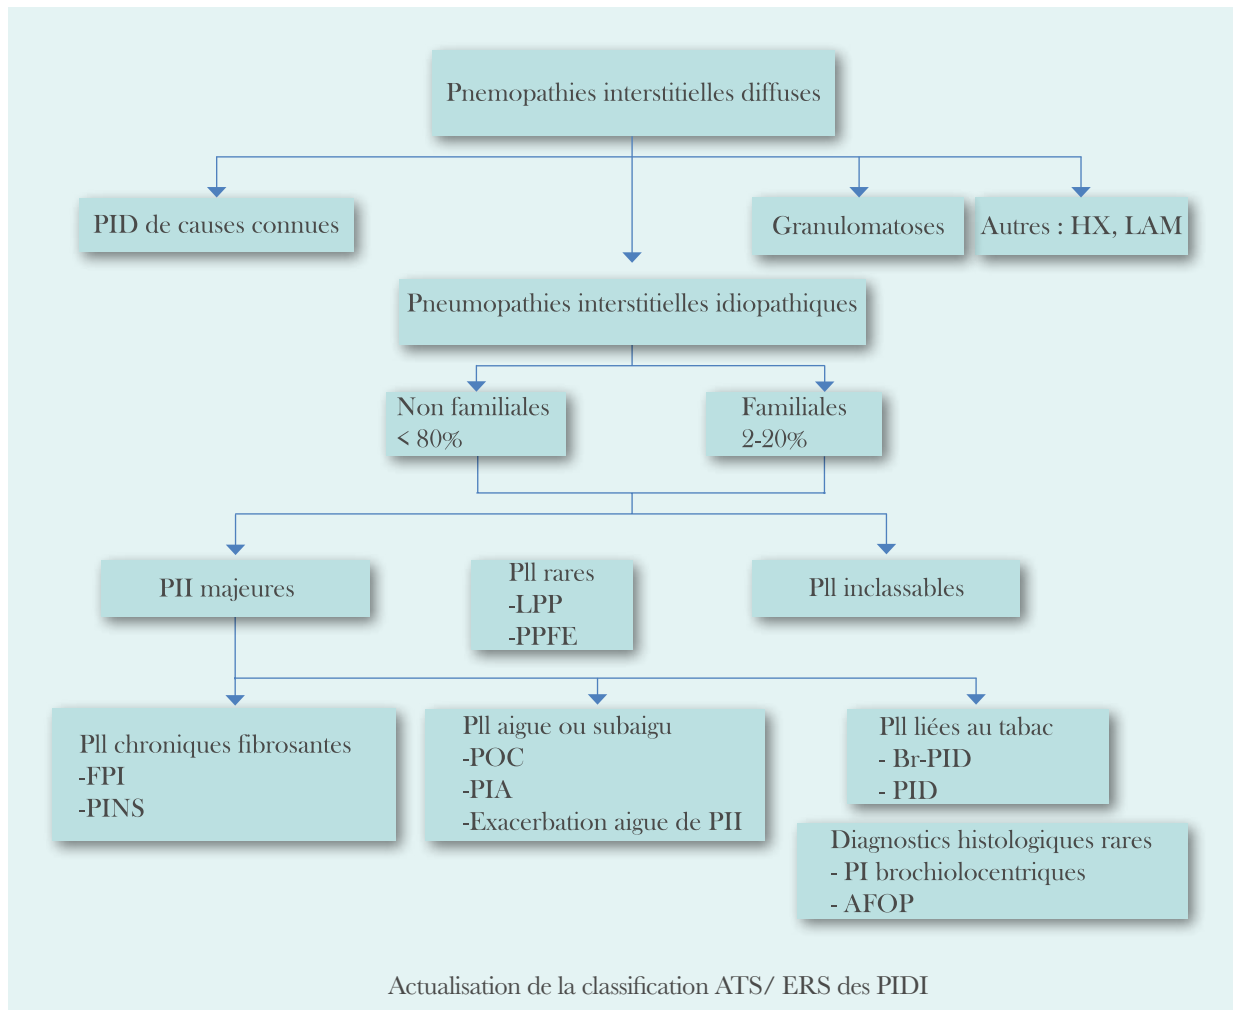 Pnemopathies interstitielles diffuses
PID de causes connues
Granulomatoses
Autres : HX, LAM
Pneumopathies interstitielles idiopathiques
Non familiales
< 80%
Familiales
2-20%
PII majeures
Pll rares
-LPP
-PPFE
Pll inclassables
Pll chroniques fibrosantes
-FPI
-PINS
Pll aigue ou subaigu
-POC
-PIA
-Exacerbation aigue de PII
Pll liées au tabac
- Br-PID
- PID
Diagnostics histologiques rares
- PI brochiolocentriques
- AFOP
Actualisation de la classification ATS/ ERS des PIDI